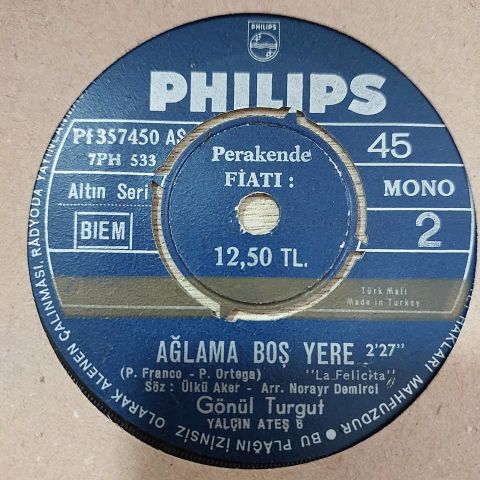 PHILIPS
PHILIPS
Pf 357450 AS
7PH 533
Altın Seri
BIEM
Perakende
FİATI :
12,50 TL.
45
MONO
2
Türk Malı
Made in Turkey
AĞLAMA BOŞ YERE 2'27"
(P. Franco - P. Ortega) "La Felicita"
Söz : Ülkü Aker - Arr. Norayr Demirci
Gönül Turgut
YALÇIN ATEŞ 6
HAKLARI MAHFUZDUR • BU PLAĞIN İZİNSİZ OLARAK ALENEN ÇALINMASI, RADYODA